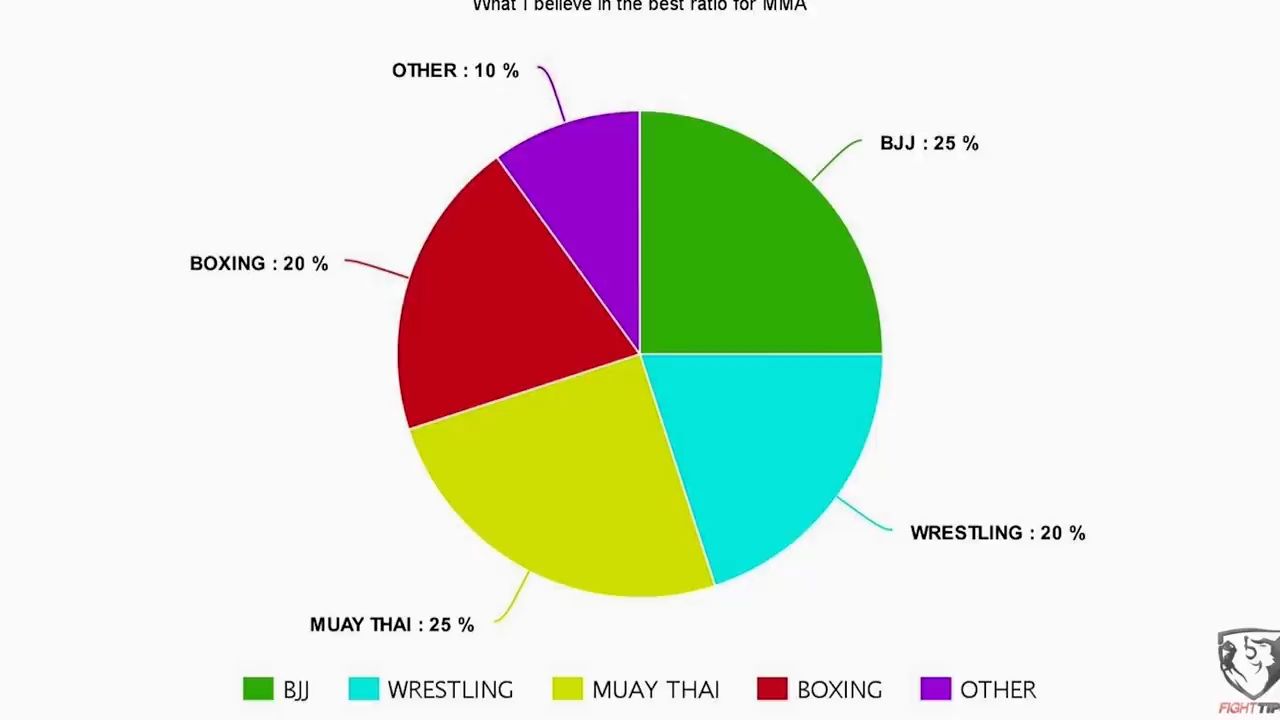 What I believe in the best ratio for MMA
OTHER : 10 %
BJJ : 25 %
BOXING : 20 %
WRESTLING : 20 %
MUAY THAI : 25 %
BJJ
WRESTLING
MUAY THAI
BOXING
OTHER
FIGHTTIP